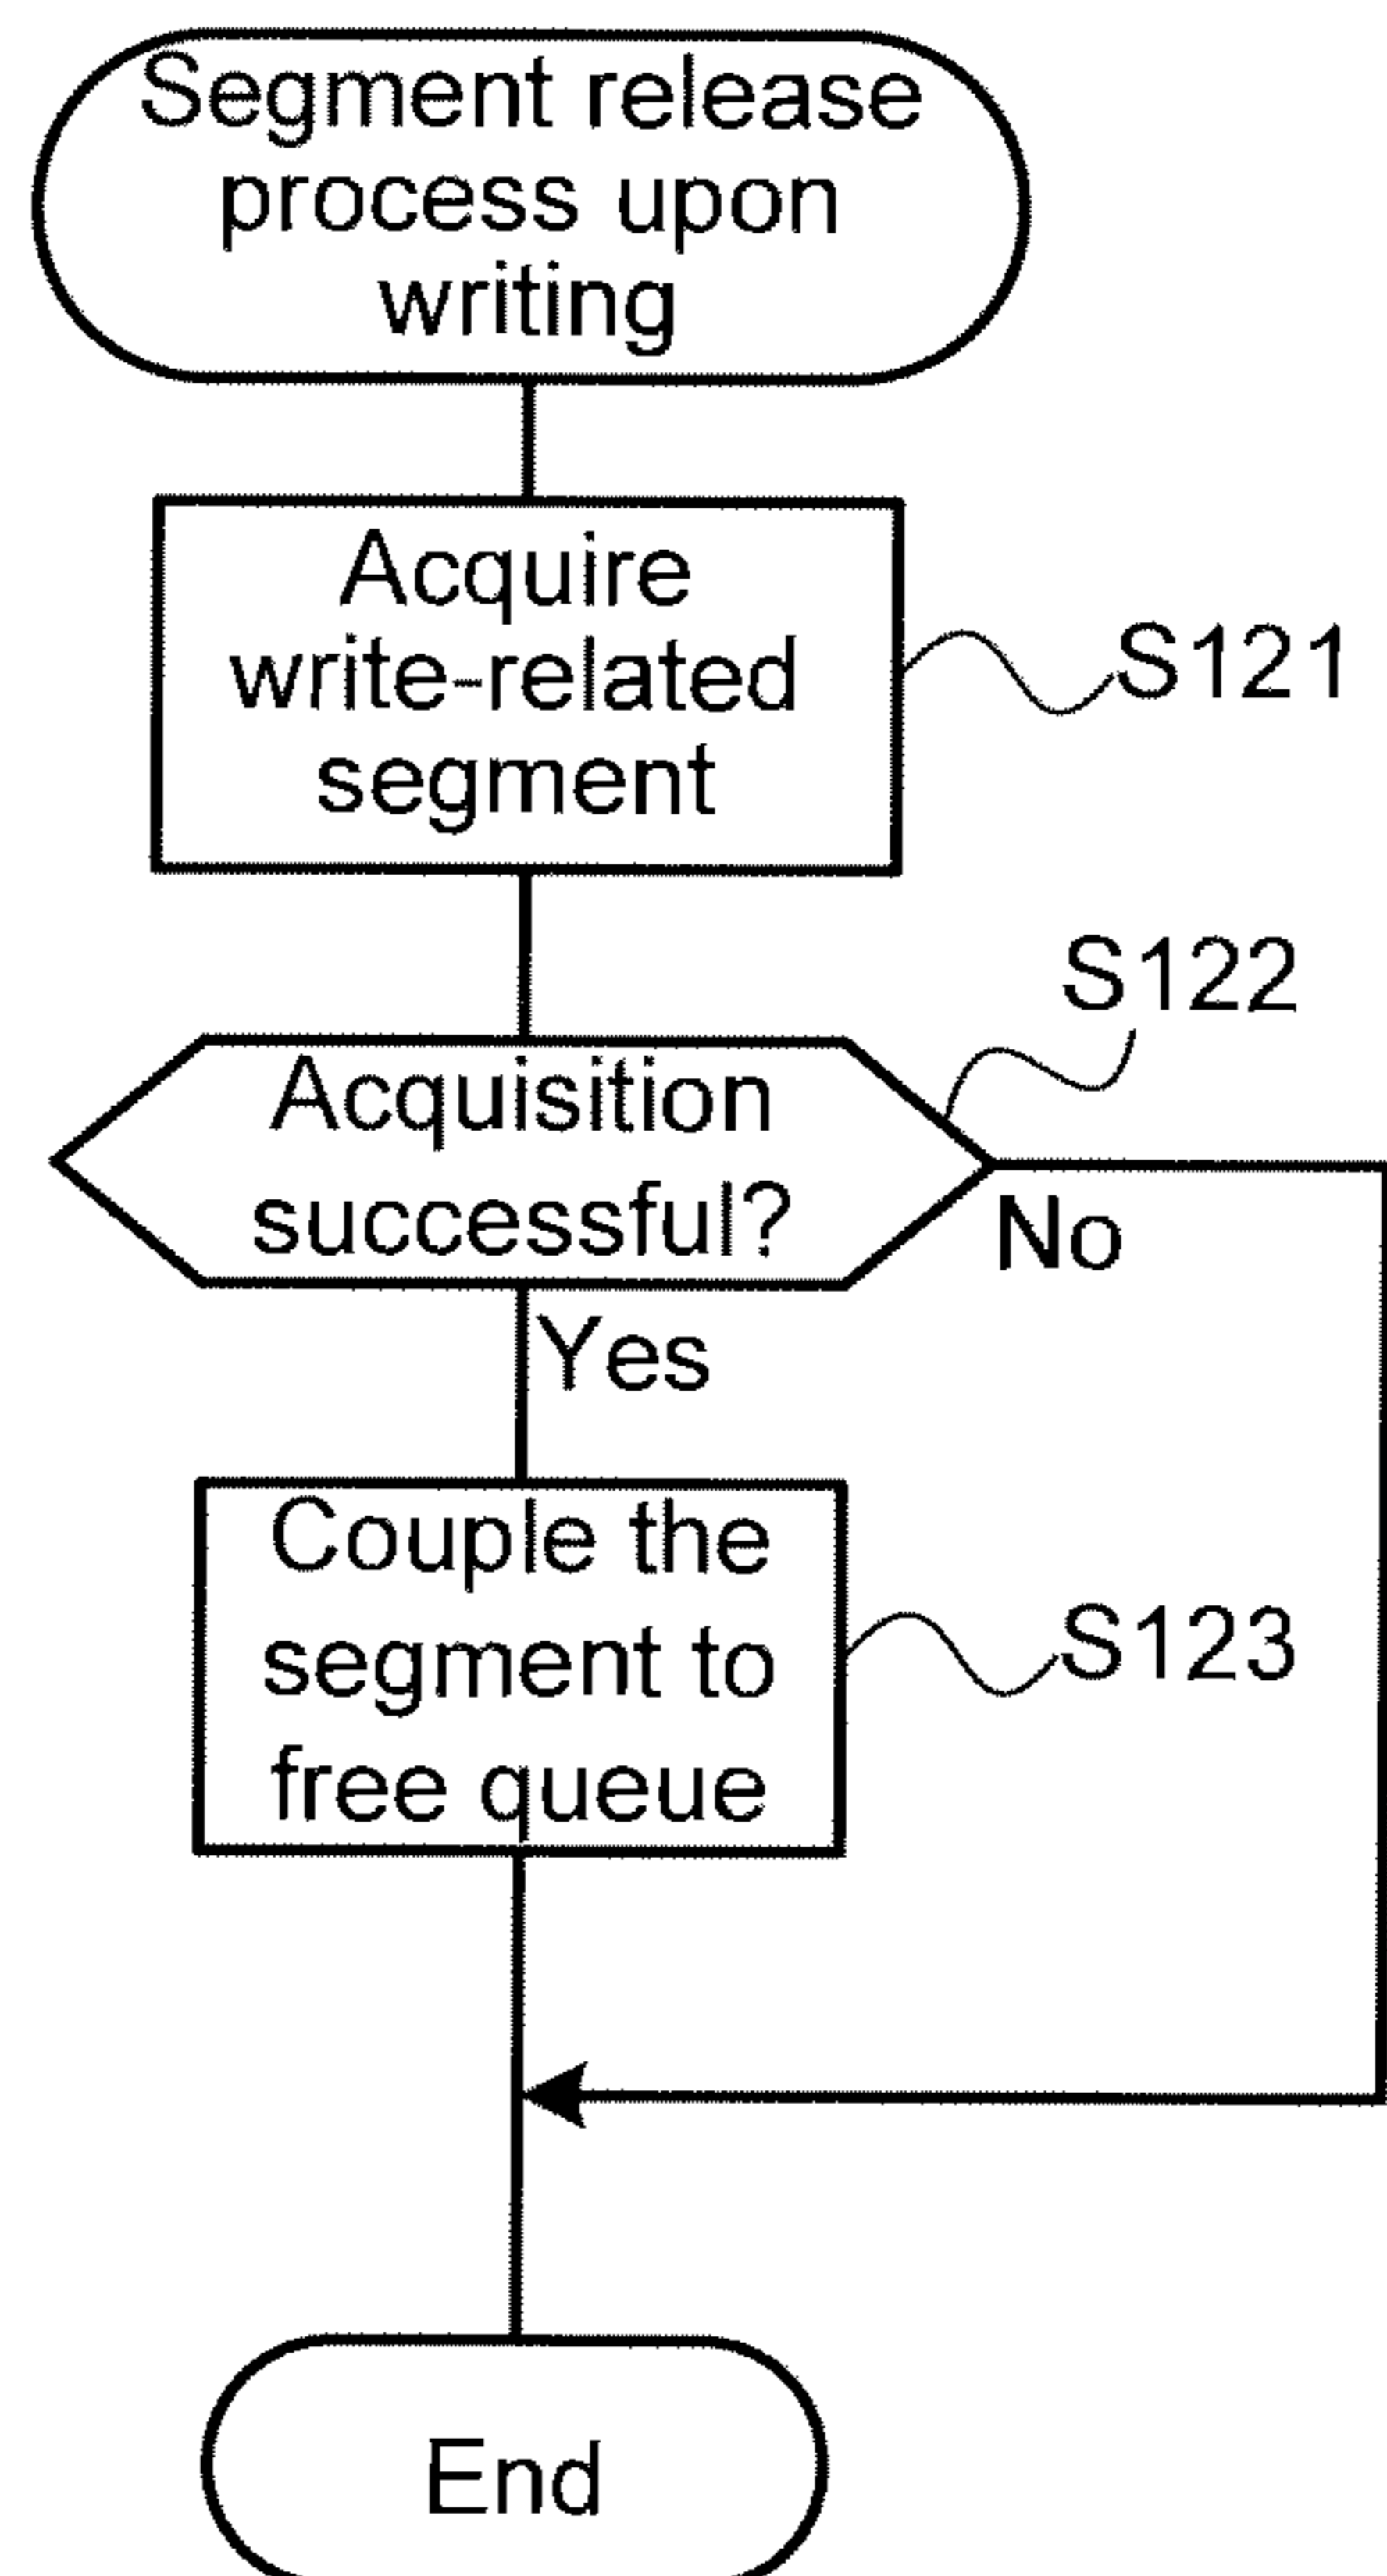 Segment release
process upon
writing
Acquire
write-related
segment
S121
S122
Acquisition
successful?
No
Yes
Couple the
segment to
free queue
S123
End